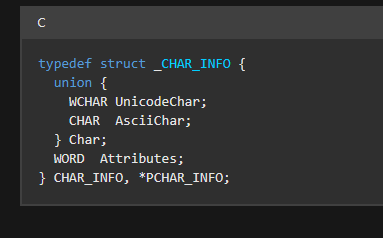 C
typedef struct _CHAR_INFO {
  union {
    WCHAR UnicodeChar;
    CHAR  AsciiChar;
  } Char;
  WORD  Attributes;
} CHAR_INFO, *PCHAR_INFO;